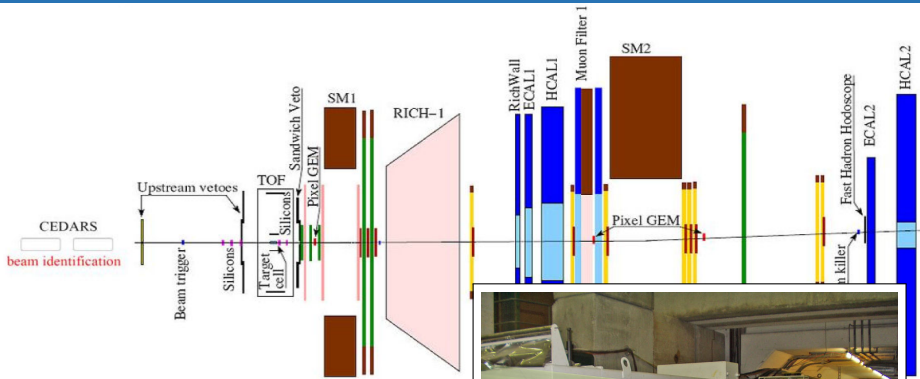 CEDARS
beam identification
Upstream vetoes
Beam trigger
Silicons
TOF
Target
cell
Silicons
Sandwich Veto
Pixel GEM
SM1
RICH-1
RichWall
ECAL1
HCAL1
Muon Filter 1
SM2
Pixel GEM
Fast Hadron Hodoscope
killer
ECAL2
HCAL2